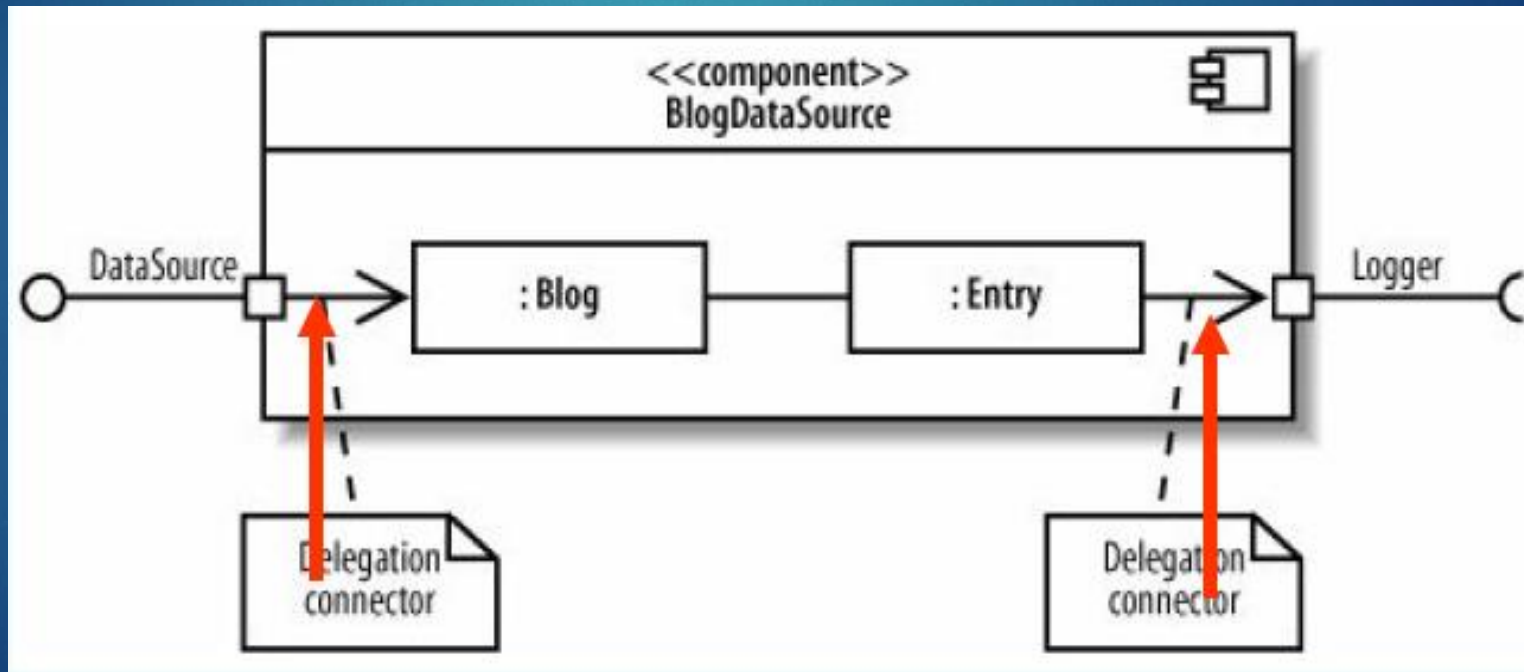 <<component>>
BlogDataSource
DataSource
: Blog
: Entry
Logger
Delegation
connector
Delegation
connector